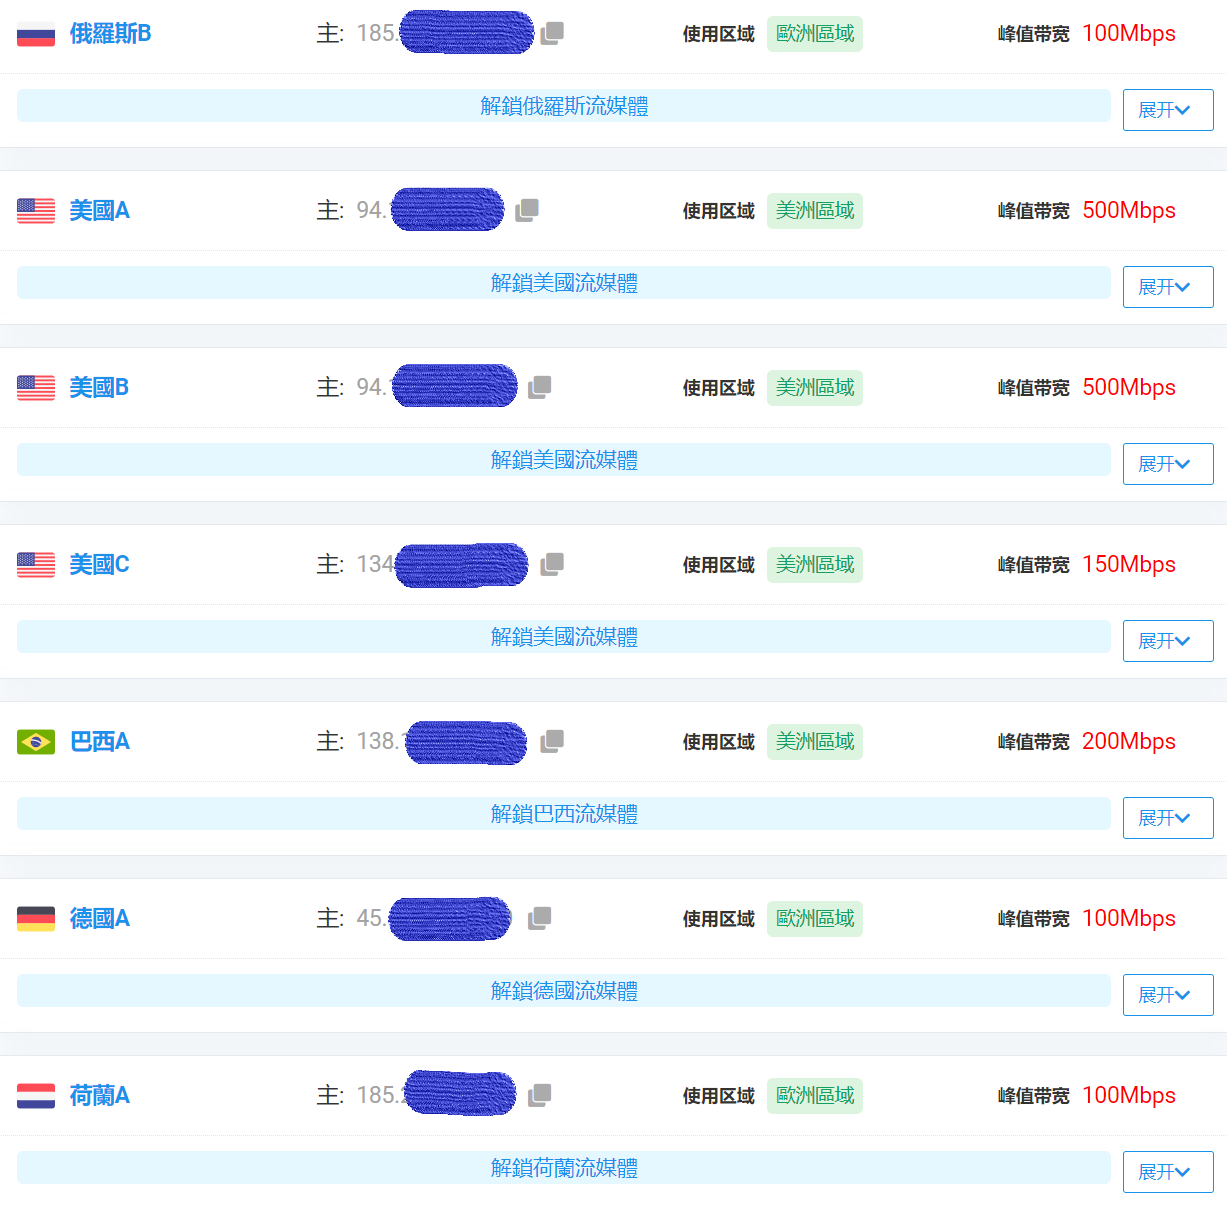 俄羅斯B 主: 185. 使用区域 歐洲區域 峰值带宽 100Mbps
解鎖俄羅斯流媒體 展开
美國A 主: 94. 使用区域 美洲區域 峰值带宽 500Mbps
解鎖美國流媒體 展开
美國B 主: 94. 使用区域 美洲區域 峰值带宽 500Mbps
解鎖美國流媒體 展开
美國C 主: 134 使用区域 美洲區域 峰值带宽 150Mbps
解鎖美國流媒體 展开
巴西A 主: 138. 使用区域 美洲區域 峰值带宽 200Mbps
解鎖巴西流媒體 展开
德國A 主: 45. 使用区域 歐洲區域 峰值带宽 100Mbps
解鎖德國流媒體 展开
荷蘭A 主: 185. 使用区域 歐洲區域 峰值带宽 100Mbps
解鎖荷蘭流媒體 展开